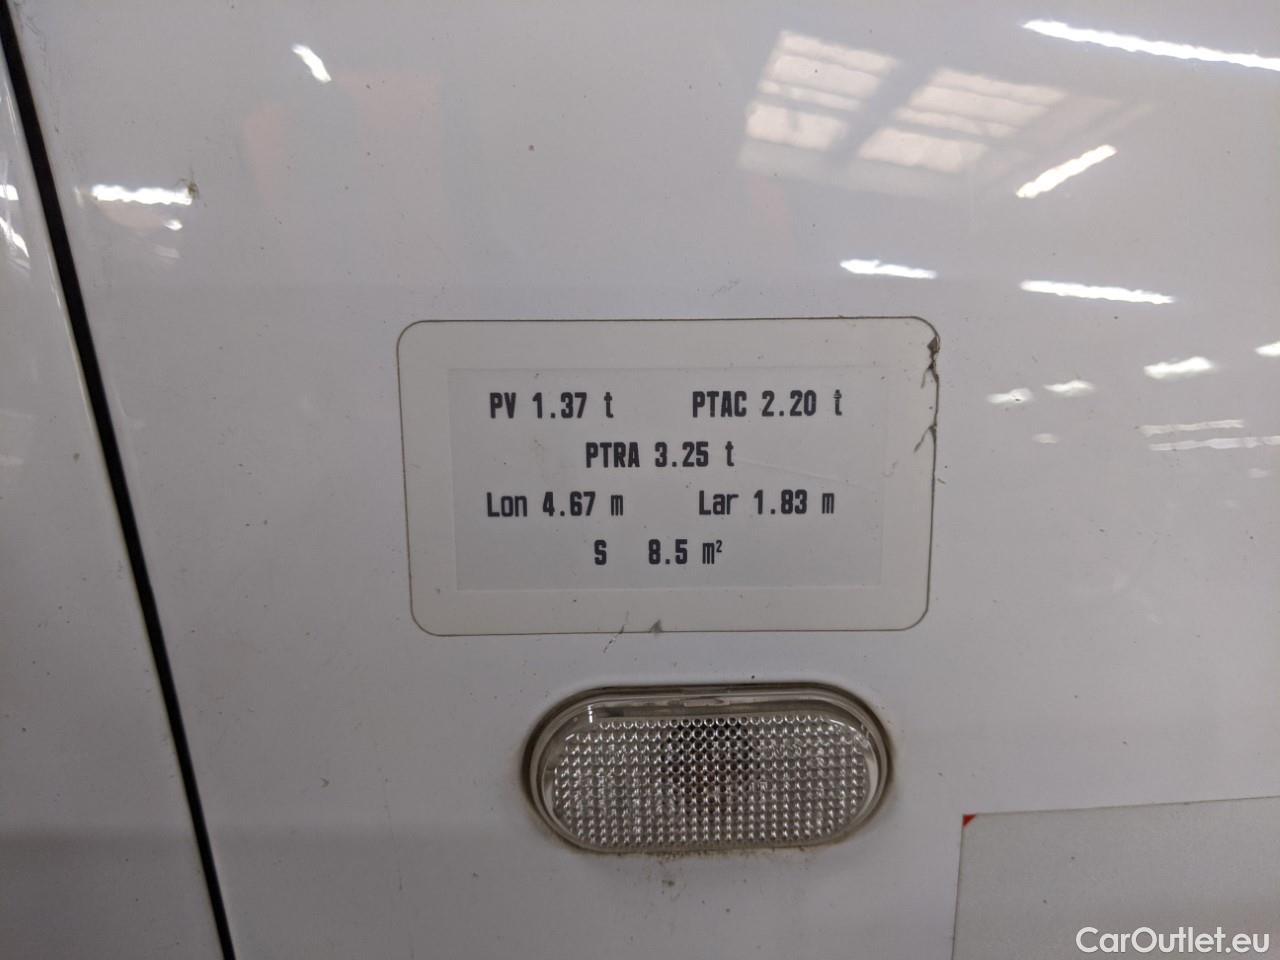 PV 1.37 t PTAC 2.20 t
PTRA 3.25 t
Lon 4.67 m Lar 1.83 m
S 8.5 m²
CarOutlet.eu